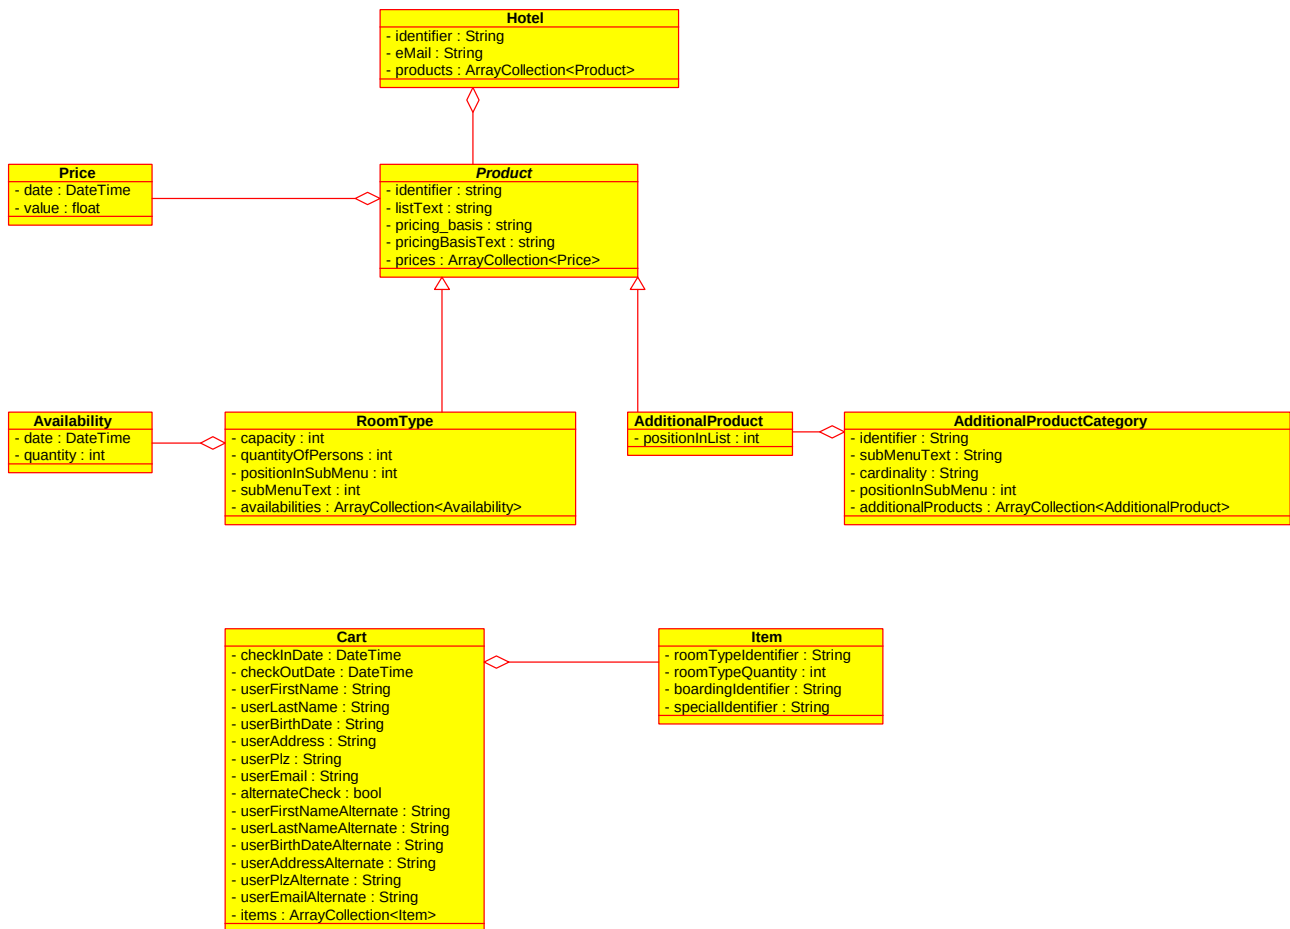 Hotel
- identifier : String
- eMail : String
- products : ArrayCollection<Product>
Price
- date : DateTime
- value : float
Product
- identifier : string
- listText : string
- pricing_basis : string
- pricingBasisText : string
- prices : ArrayCollection<Price>
Availability
- date : DateTime
- quantity : int
RoomType
- capacity : int
- quantityOfPersons : int
- positionInSubMenu : int
- subMenuText : int
- availabilities : ArrayCollection<Availability>
AdditionalProduct
- positionInList : int
AdditionalProductCategory
- identifier : String
- subMenuText : String
- cardinality : String
- positionInSubMenu : int
- additionalProducts : ArrayCollection<AdditionalProduct>
Cart
- checkInDate : DateTime
- checkOutDate : DateTime
- userFirstName : String
- userLastName : String
- userBirthDate : String
- userAddress : String
- userPlz : String
- userEmail : String
- alternateCheck : bool
- userFirstNameAlternate : String
- userLastNameAlternate : String
- userBirthDateAlternate : String
- userAddressAlternate : String
- userPlzAlternate : String
- userEmailAlternate : String
- items : ArrayCollection<Item>
Item
- roomTypeIdentifier : String
- roomTypeQuantity : int
- boardingIdentifier : String
- specialIdentifier : String